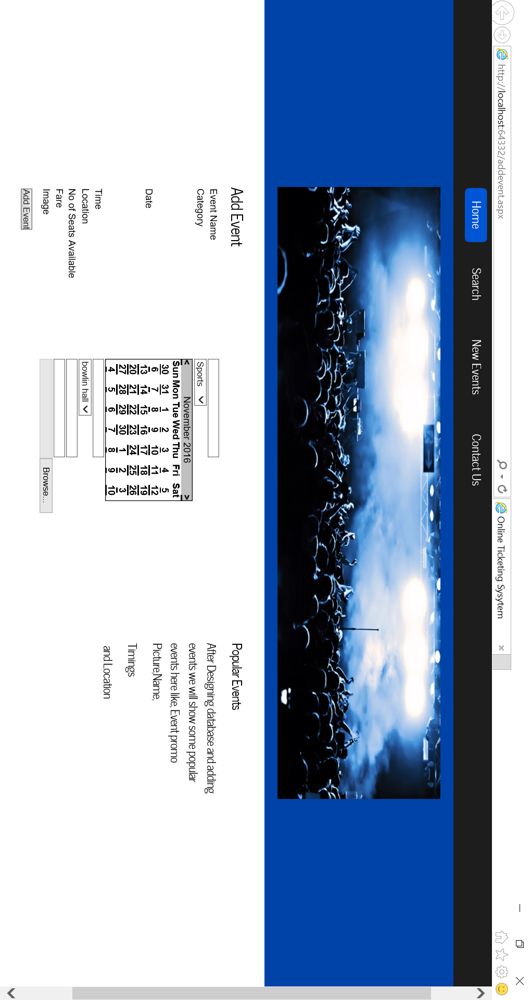 http://localhost:64332/addevent.aspx
Online Ticketing Sysytem
Home Search New Events Contact Us
Add Event
Event Name
Category Sports
Date
< November 2016 >
Sun Mon Tue Wed Thu Fri Sat
30 31 1 2 3 4 5
6 7 8 9 10 11 12
13 14 15 16 17 18 19
20 21 22 23 24 25 26
27 28 29 30 1 2 3
4 5 6 7 8 9 10
Time
Location bowlin hall
No of Seats Available
Fare
Image Browse...
Add Event
Popular Events
After Designing database and adding
events we will show some popular
events here like, Event promo
Picture,Name,
Timings
and Location